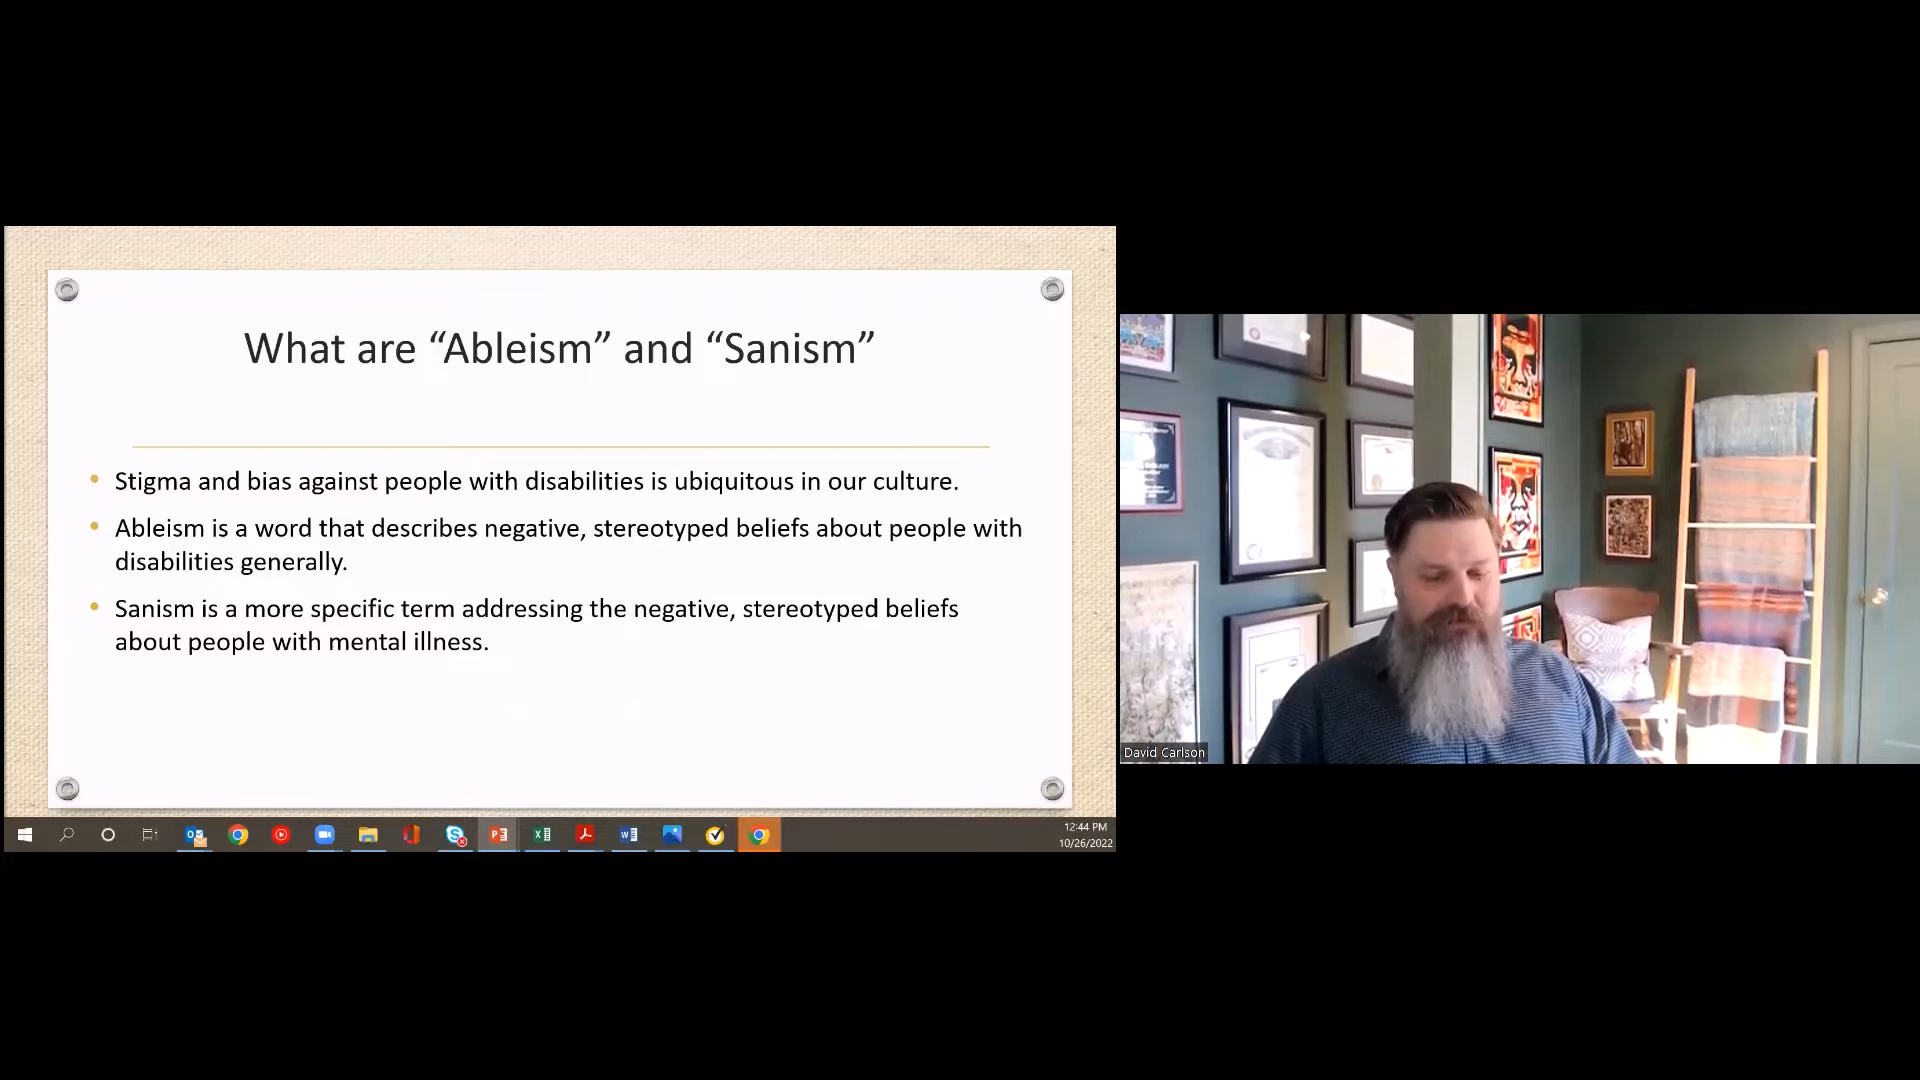 What are “Ableism” and “Sanism”
Stigma and bias against people with disabilities is ubiquitous in our culture.
Ableism is a word that describes negative, stereotyped beliefs about people with
disabilities generally.
Sanism is a more specific term addressing the negative, stereotyped beliefs
about people with mental illness.
12:44 PM
10/26/2022
David Carlson